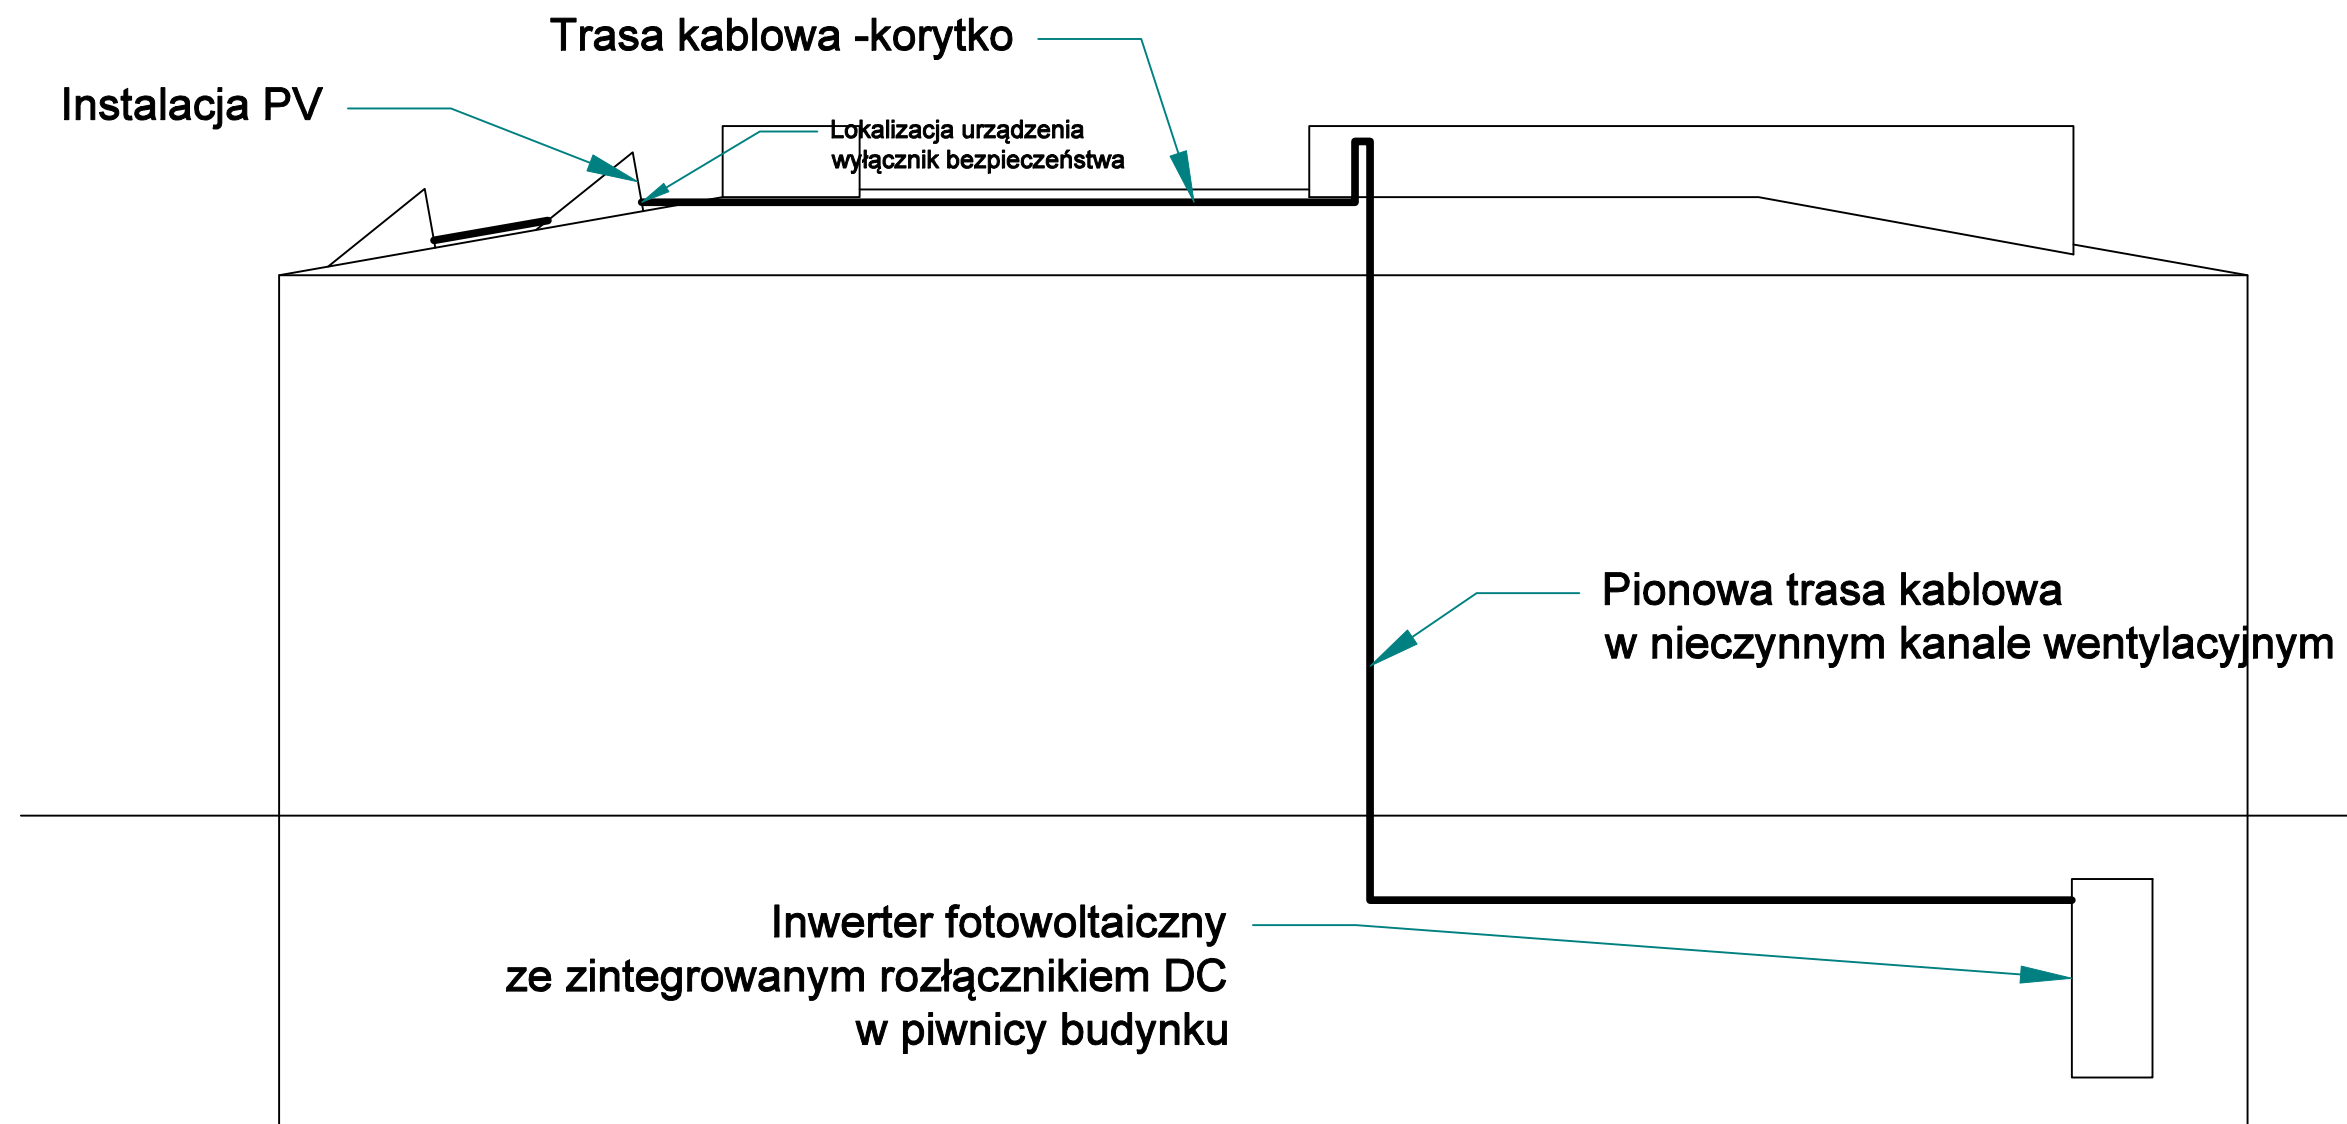 Trasa kablowa -korytko
Instalacja PV
Lokalizacja urządzenia
wyłącznik bezpieczeństwa
Pionowa trasa kablowa
w nieczynnym kanale wentylacyjnym
Inwerter fotowoltaiczny
ze zintegrowanym rozłącznikiem DC
w piwnicy budynku